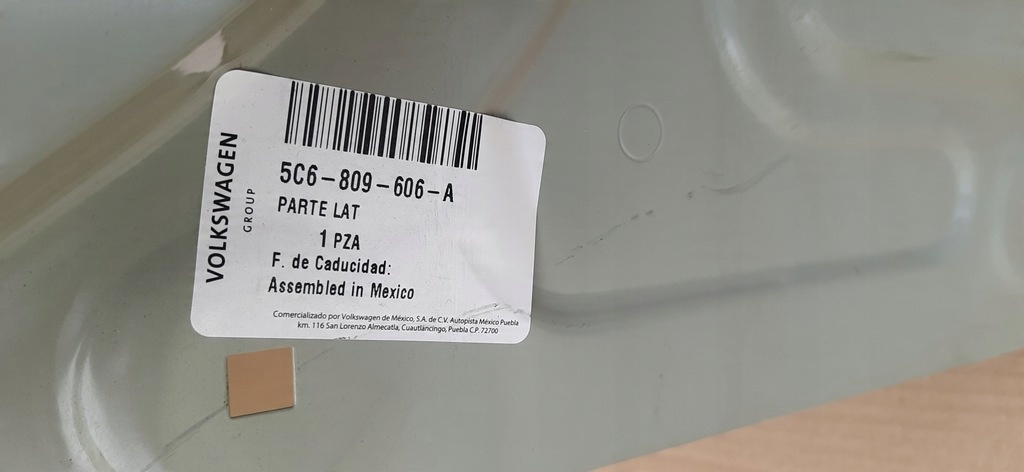 VOLKSWAGEN
GROUP
5C6-809-606-A
PARTE LAT
1 PZA
F. de Caducidad:
Assembled in Mexico
Comercializado por Volkswagen de México, S.A. de C.V. Autopista México Puebla
km. 116 San Lorenzo Almecatla, Cuautlancingo, Puebla C.P. 72700